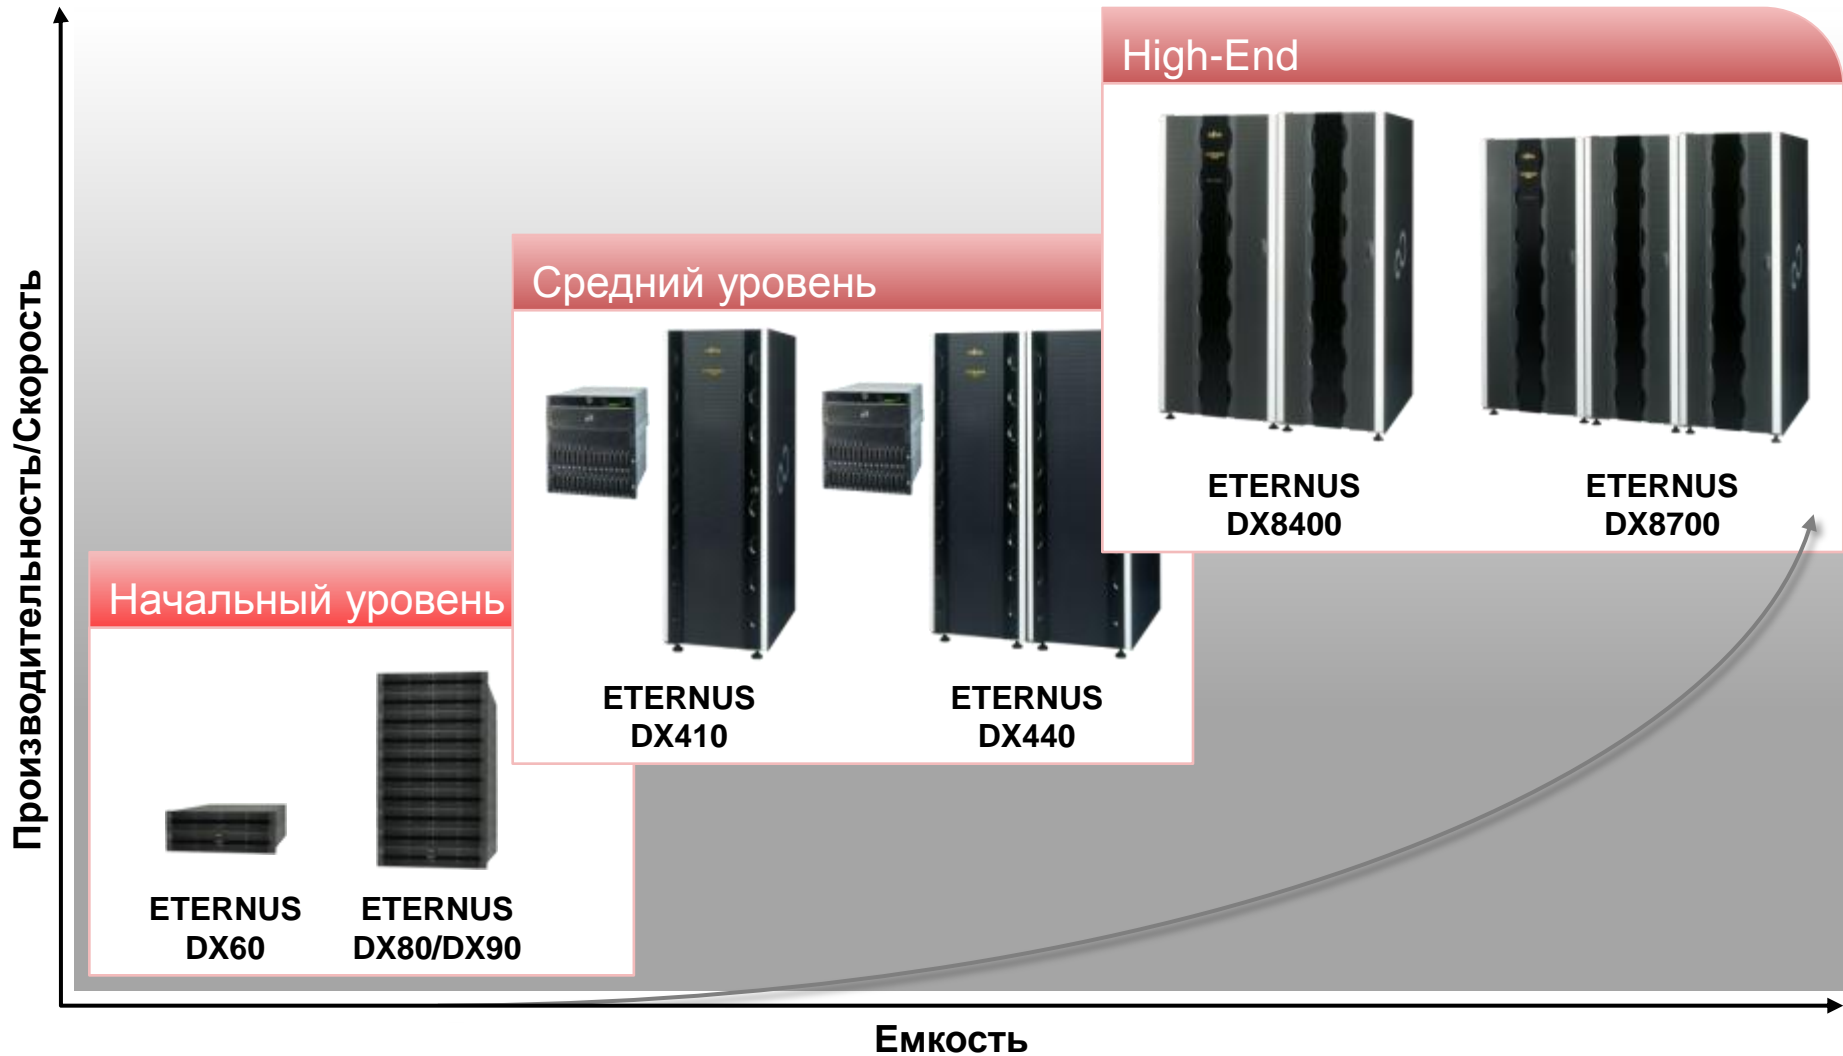 High-End
ETERNUS
DX8400
ETERNUS
DX8700
Средний уровень
ETERNUS
DX410
ETERNUS
DX440
Начальный уровень
ETERNUS
DX60
ETERNUS
DX80/DX90
Производительность/Скорость
Емкость